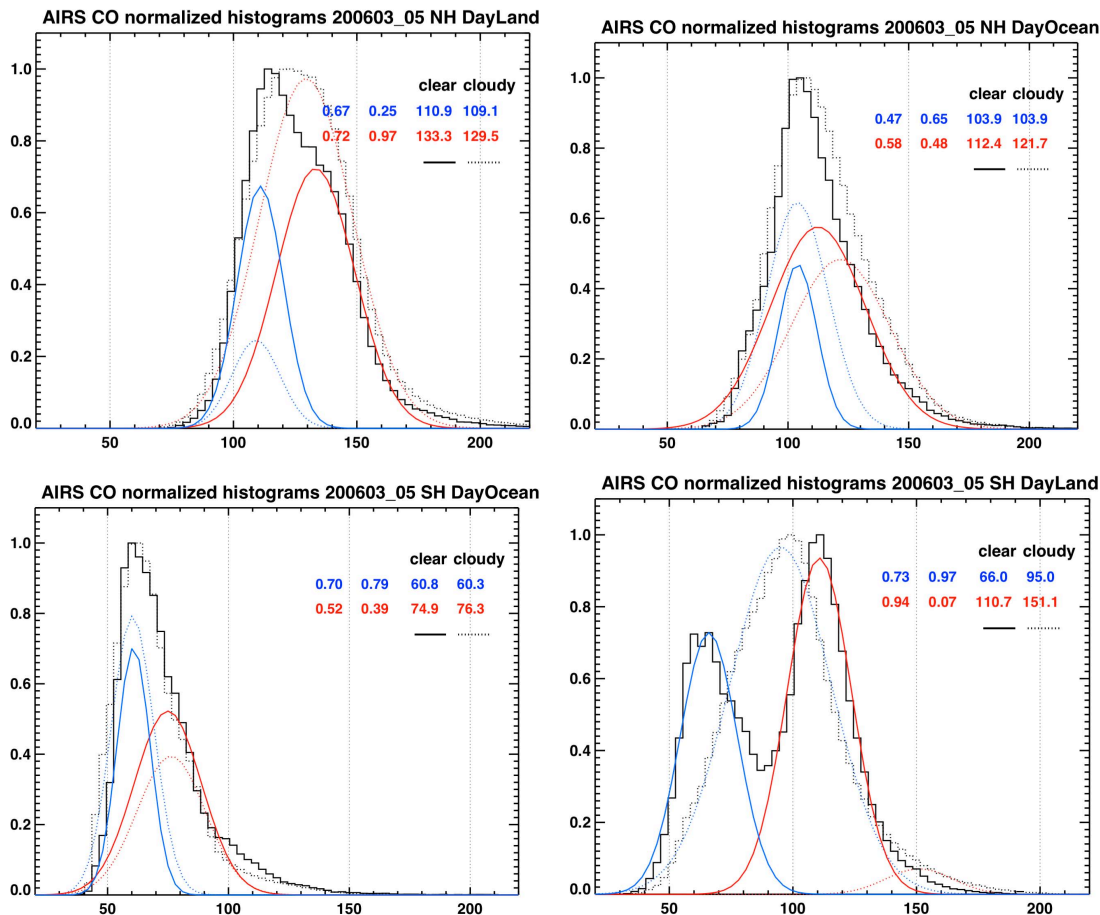 AIRS CO normalized histograms 200603_05 NH DayLand
1.0
0.8
0.6
0.4
0.2
0.0
clear cloudy
0.67 0.25 110.9 109.1
0.72 0.97 133.3 129.5
50 100 150 200
AIRS CO normalized histograms 200603_05 NH DayOcean
1.0
0.8
0.6
0.4
0.2
0.0
clear cloudy
0.47 0.65 103.9 103.9
0.58 0.48 112.4 121.7
50 100 150 200
AIRS CO normalized histograms 200603_05 SH DayOcean
1.0
0.8
0.6
0.4
0.2
0.0
clear cloudy
0.70 0.79 60.8 60.3
0.52 0.39 74.9 76.3
50 100 150 200
AIRS CO normalized histograms 200603_05 SH DayLand
1.0
0.8
0.6
0.4
0.2
0.0
clear cloudy
0.73 0.97 66.0 95.0
0.94 0.07 110.7 151.1
50 100 150 200